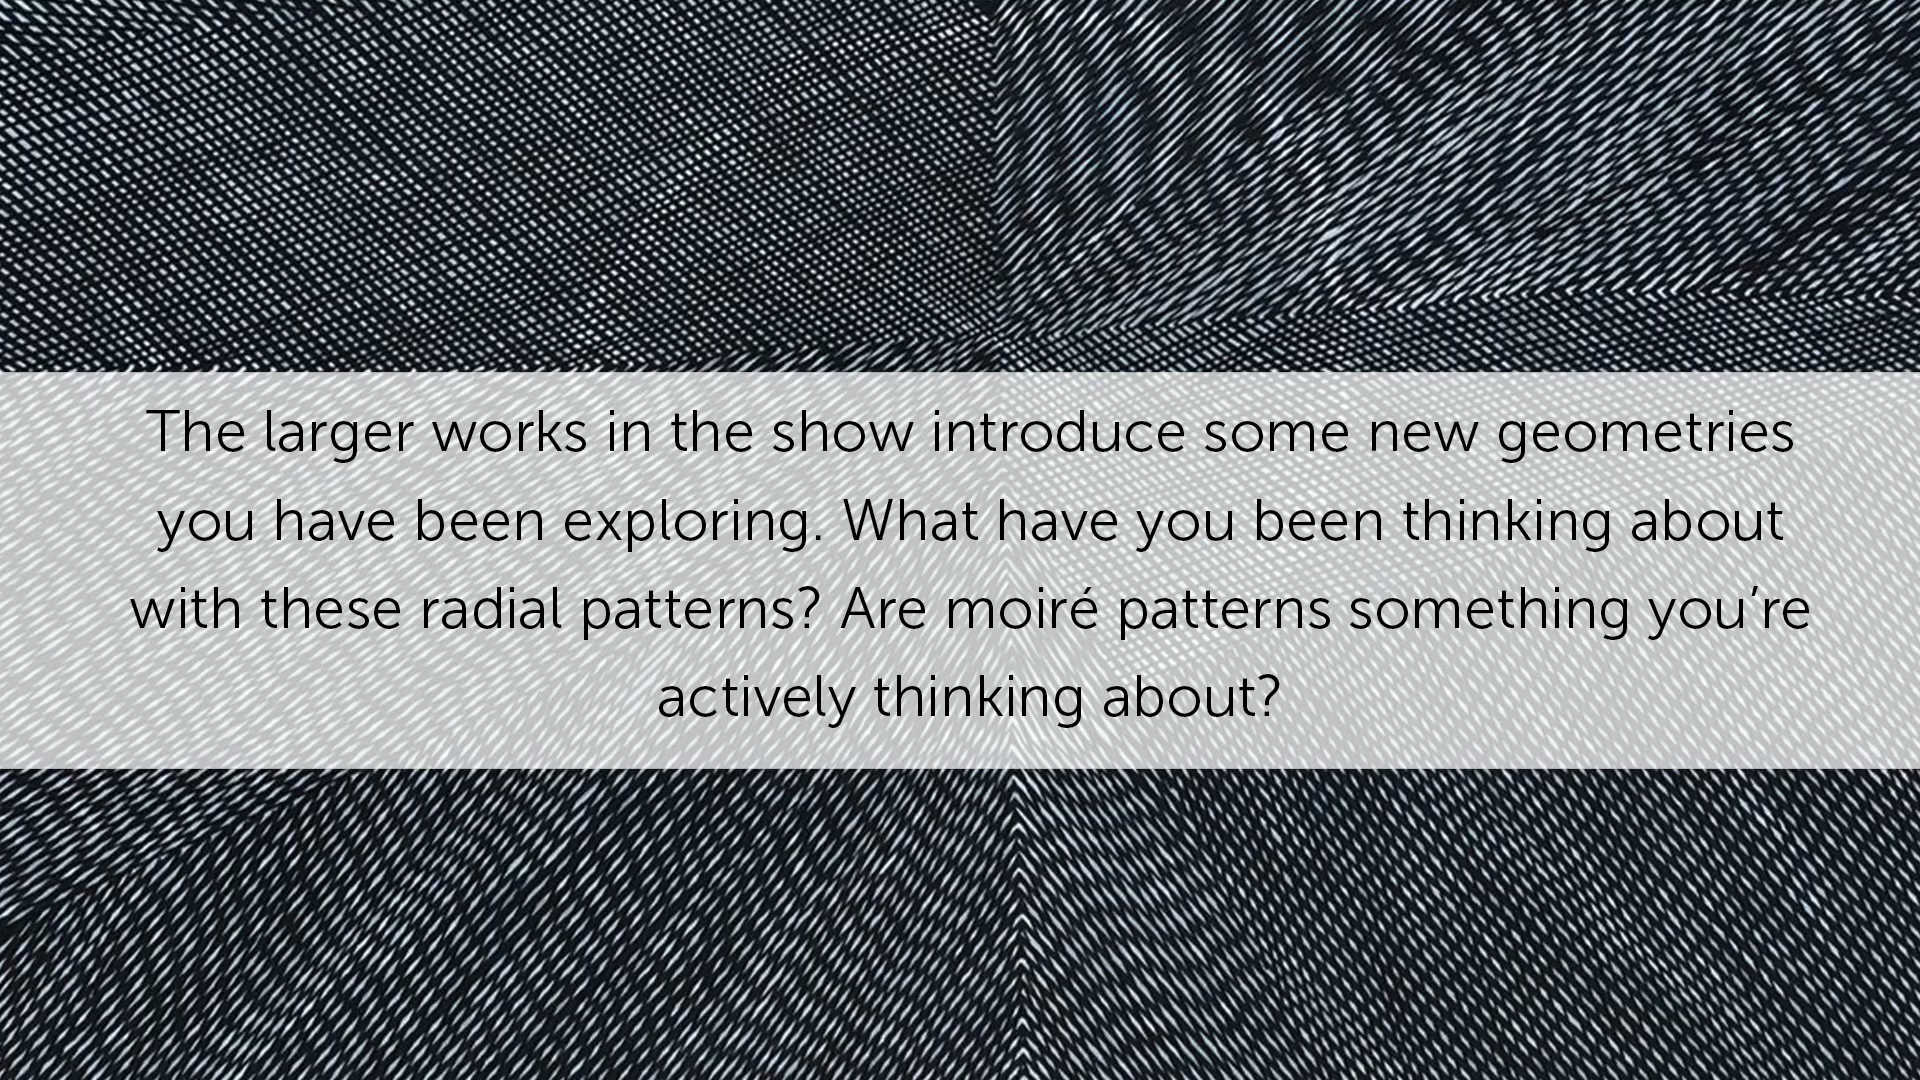 The larger works in the show introduce some new geometries
you have been exploring. What have you been thinking about
with these radial patterns? Are moiré patterns something you’re
actively thinking about?